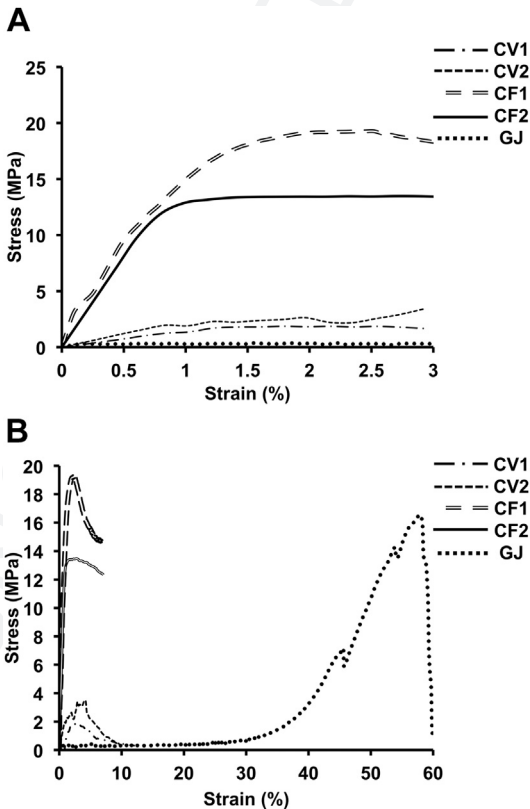 A
Stress (MPa)
25
20
15
10
5
0
0 0.5 1 1.5 2 2.5 3
Strain (%)
CV1
CV2
CF1
CF2
GJ
B
Stress (MPa)
20
18
16
14
12
10
8
6
4
2
0
0 10 20 30 40 50 60
Strain (%)
CV1
CV2
CF1
CF2
GJ